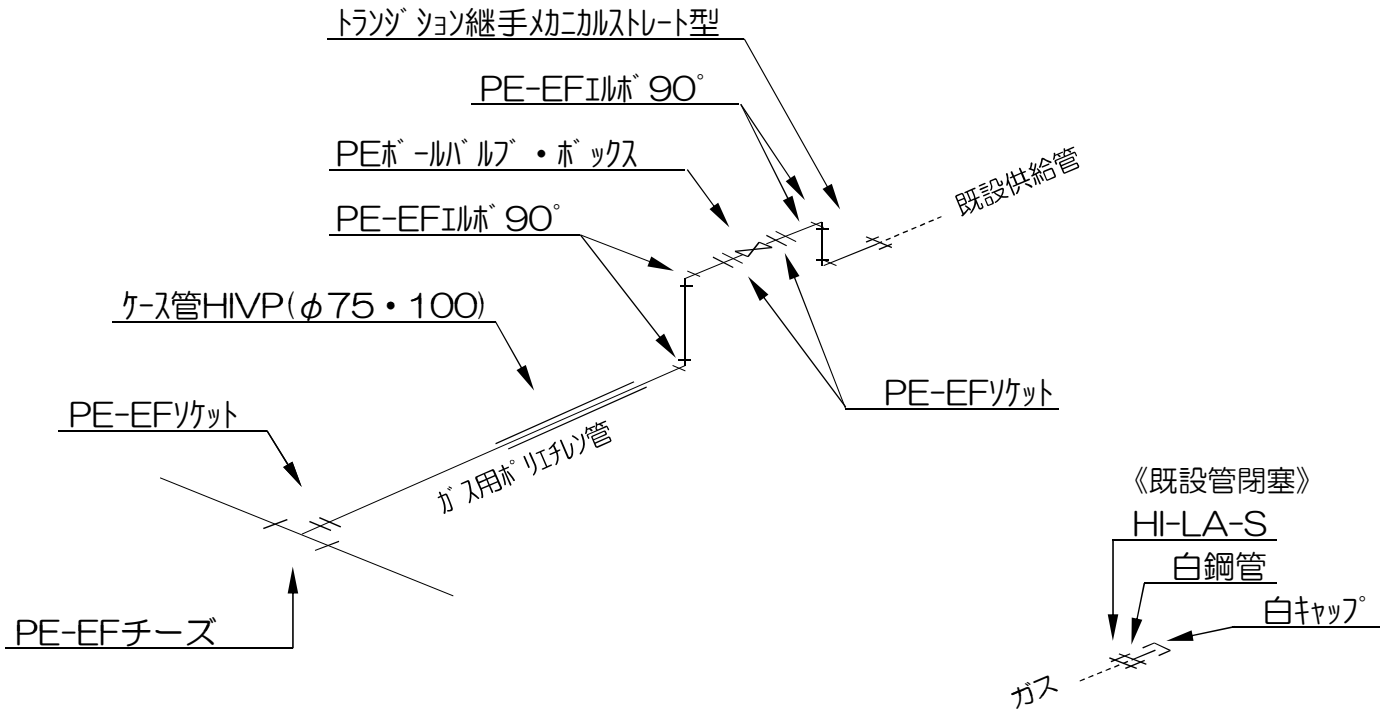 トランジション継手メカニカルストレート型
PE-EFエルボ90°
PEボールバルブ・ボックス
既設供給管
PE-EFエルボ90°
ケース管HIVP(φ75・100)
PE-EFソケット
PE-EFソケット
ガス用ポリエチレン管
《既設管閉塞》
HI-LA-S
白鋼管
白キャップ
PE-EFチーズ
ガス